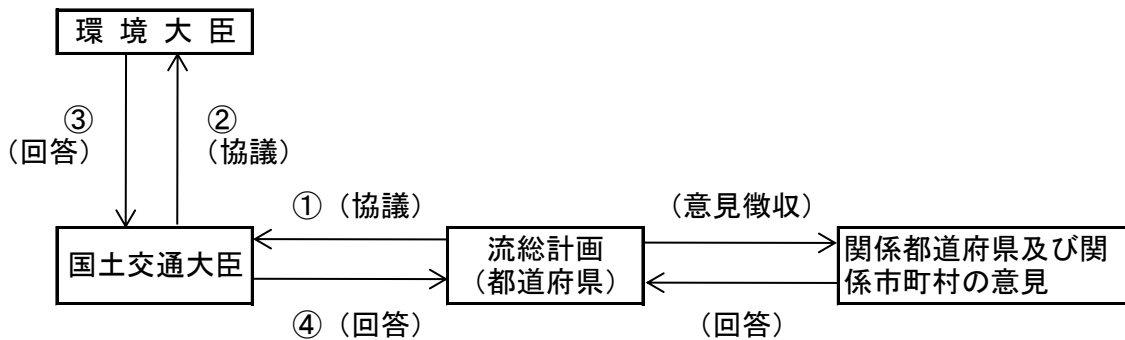 環境大臣
③
（回答）
②
（協議）
①（協議）
（意見徴収）
国土交通大臣
流総計画
（都道府県）
関係都道府県及び関
係市町村の意見
④（回答）
（回答）